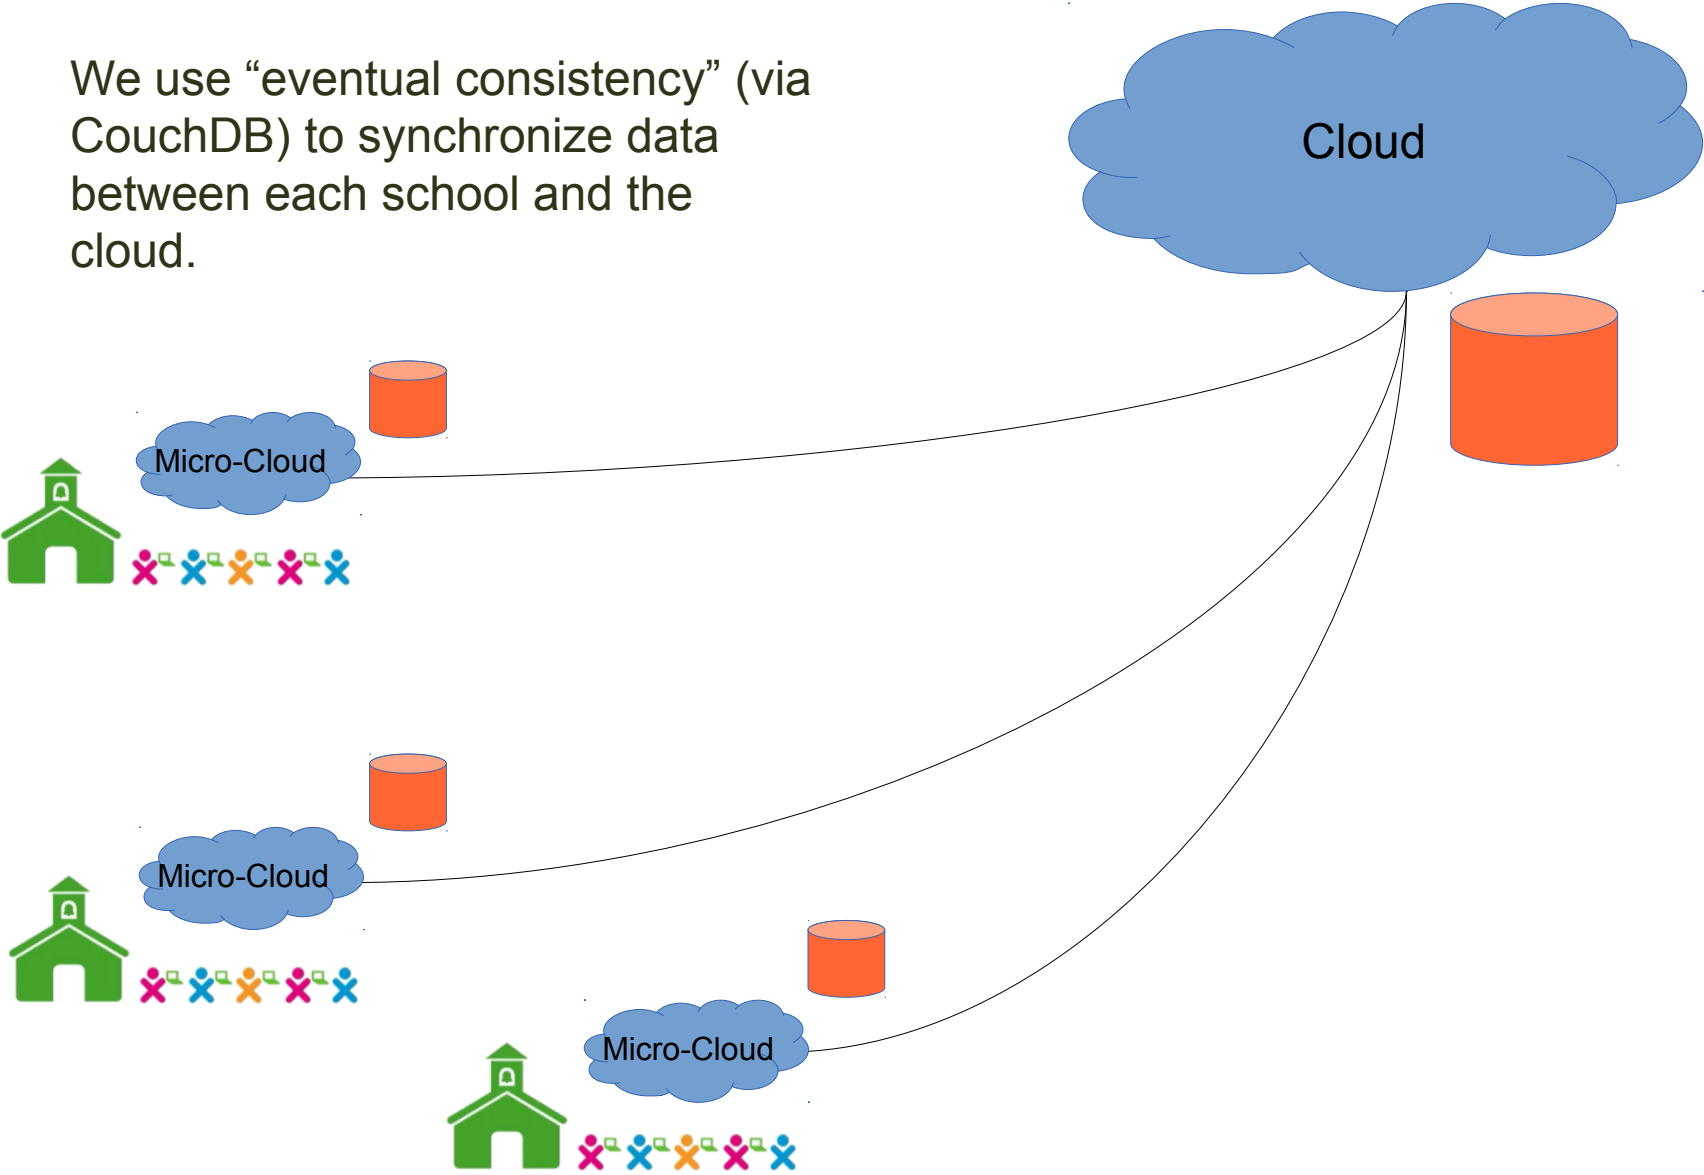 We use “eventual consistency” (via
CouchDB) to synchronize data
between each school and the
cloud.
Cloud
Micro-Cloud
Micro-Cloud
Micro-Cloud